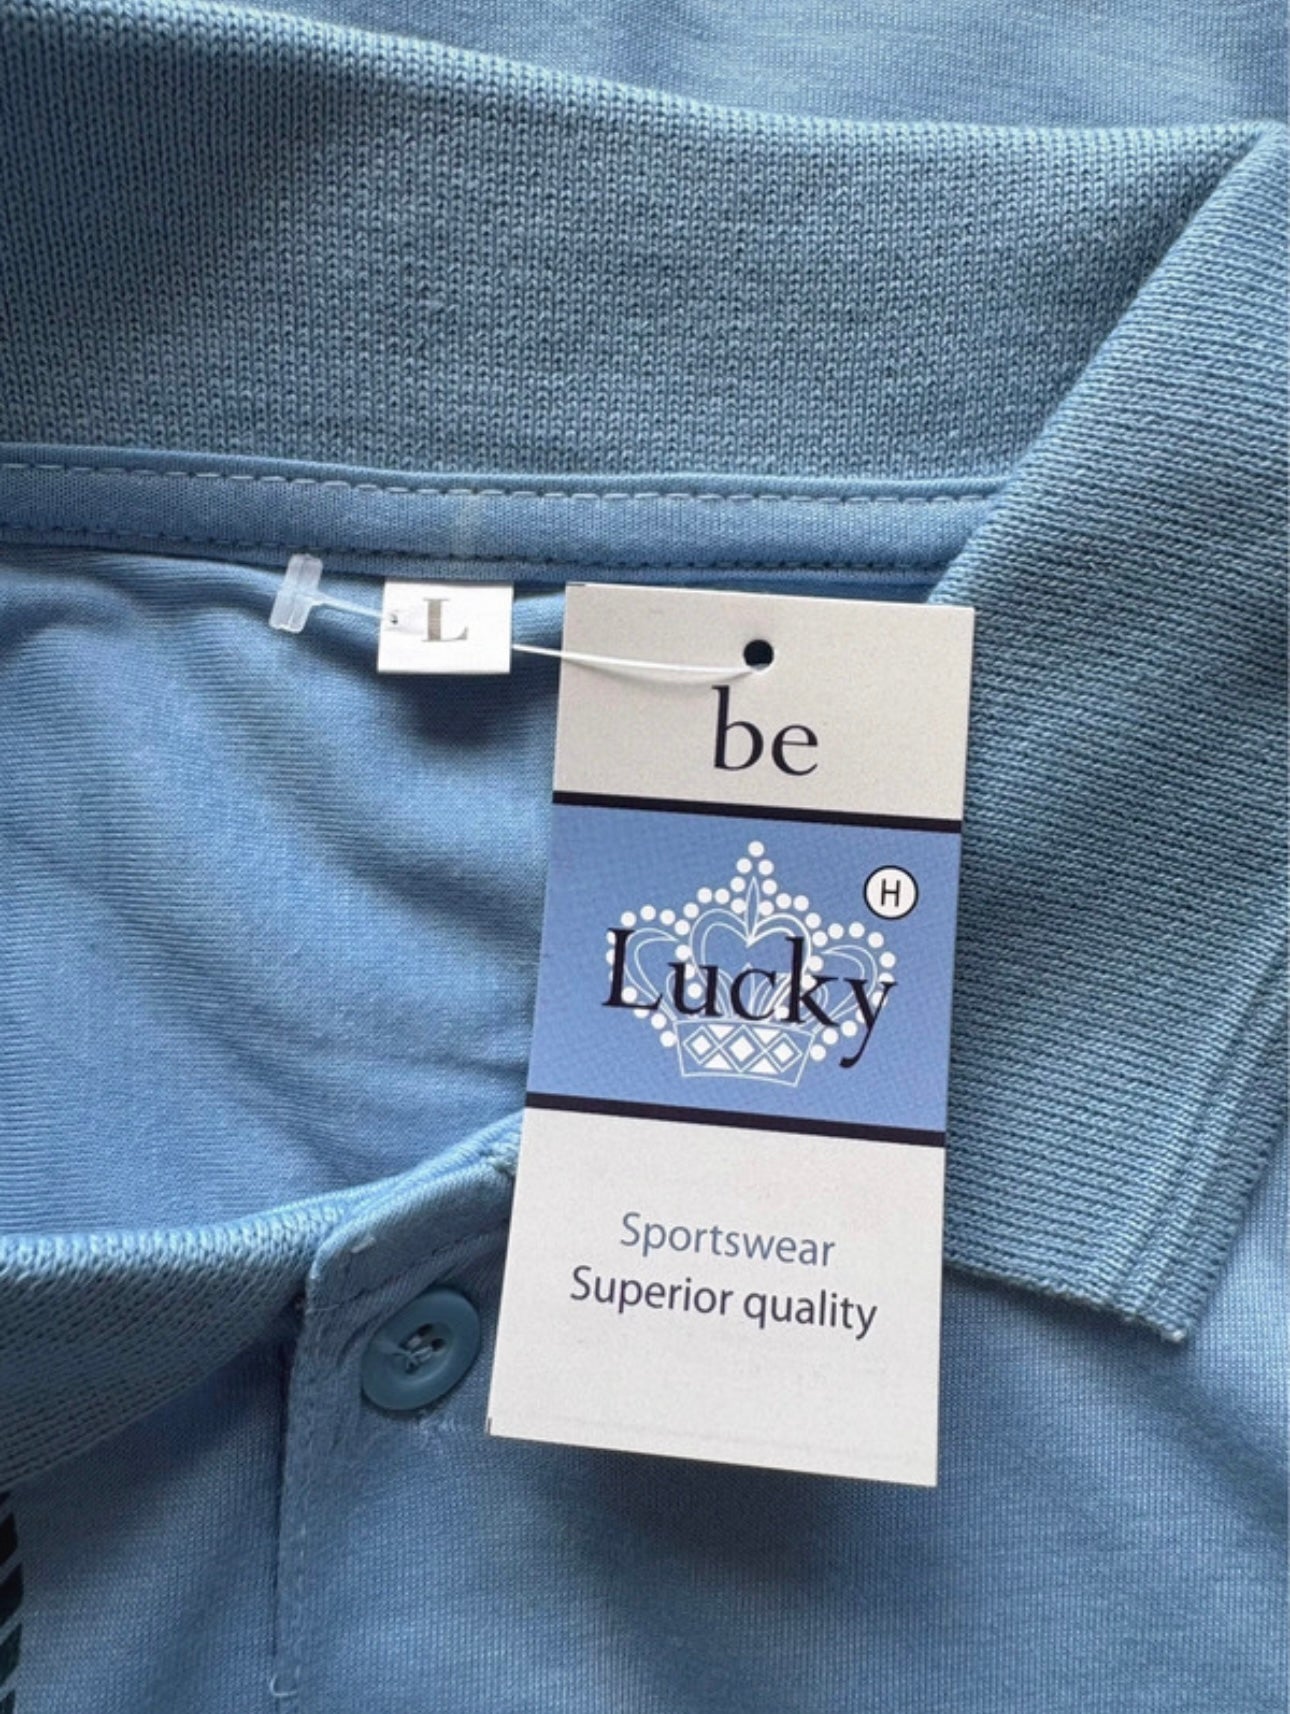 L
be
H
Lucky
Sportswear
Superior quality